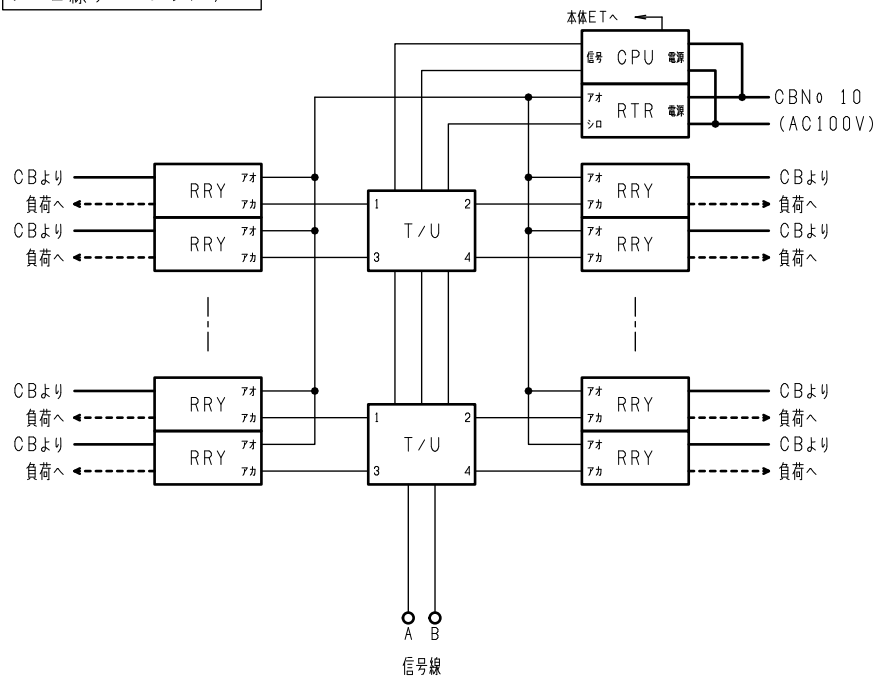 本体ETへ
信号 CPU 電源
アオ RTR 電源
シロ
CBNo 10
(AC100V)
CBより
負荷へ
RRY アオ
アカ
CBより
負荷へ
RRY アオ
アカ
1 2
T/U
3 4
アオ RRY
アカ
CBより
負荷へ
アオ RRY
アカ
CBより
負荷へ
CBより
負荷へ
RRY アオ
アカ
CBより
負荷へ
RRY アオ
アカ
1 2
T/U
3 4
アオ RRY
アカ
CBより
負荷へ
アオ RRY
アカ
CBより
負荷へ
A B
信号線